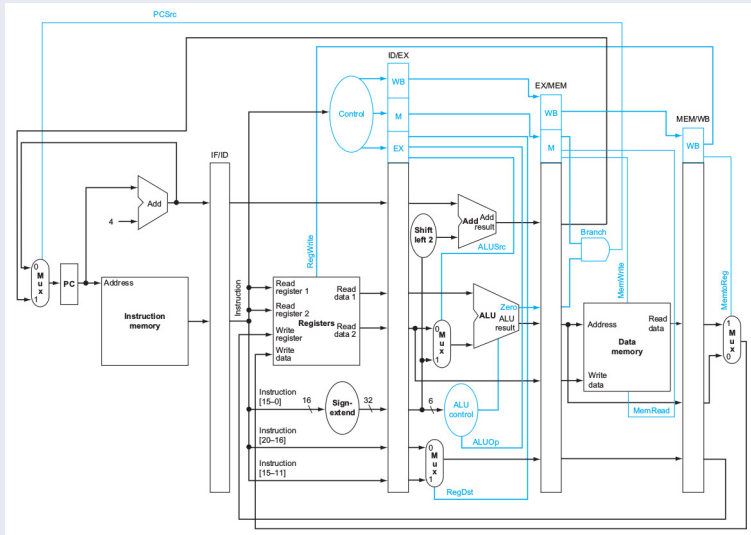 PCSrc
ID/EX
WB
EX/MEM
Control
M
WB
MEM/WB
EX
M
WB
IF/ID
Add
4
Shift
left 2
Add
Add
result
ALUSrc
Branch
RegWrite
MemWrite
MemtoReg
0
M
u
x
1
PC
Address
Instruction
memory
Instruction
Read
register 1
Read
register 2
Write
register
Write
data
Registers
Read
data 1
Read
data 2
0
M
u
x
1
Zero
ALU
ALU
result
Address
Write
data
Read
data
Data
memory
1
M
u
x
0
MemRead
Instruction
[15–0]
16
Sign-
extend
32
6
ALU
control
ALUOp
Instruction
[20–16]
Instruction
[15–11]
0
M
u
x
1
RegDst